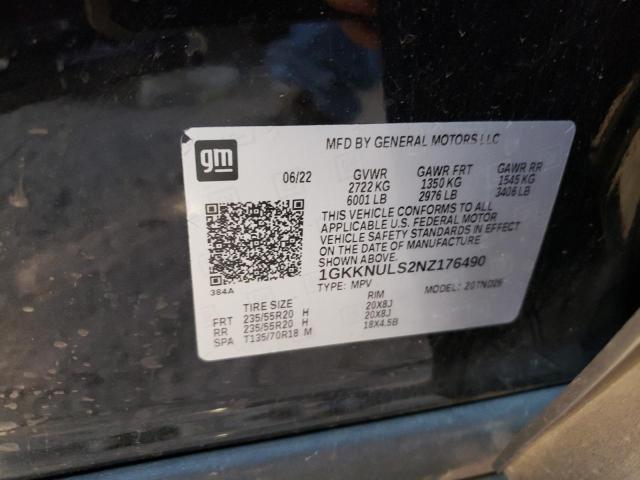 gm
MFD BY GENERAL MOTORS LLC
06/22 GVWR GAWR FRT GAWR RR
2722 KG 1350 KG 1545 KG
6001 LB 2976 LB 3406 LB
THIS VEHICLE CONFORMS TO ALL
APPLICABLE U.S. FEDERAL MOTOR
VEHICLE SAFETY STANDARDS IN EFFECT
ON THE DATE OF MANUFACTURE
SHOWN ABOVE.
1GKKNULS2NZ176490
384A TYPE: MPV MODEL:
TIRE SIZE RIM
FRT 235/55R20 H 20X8J
RR 235/55R20 H 20X8J
SPA T135/70R18 M 18X4.5B